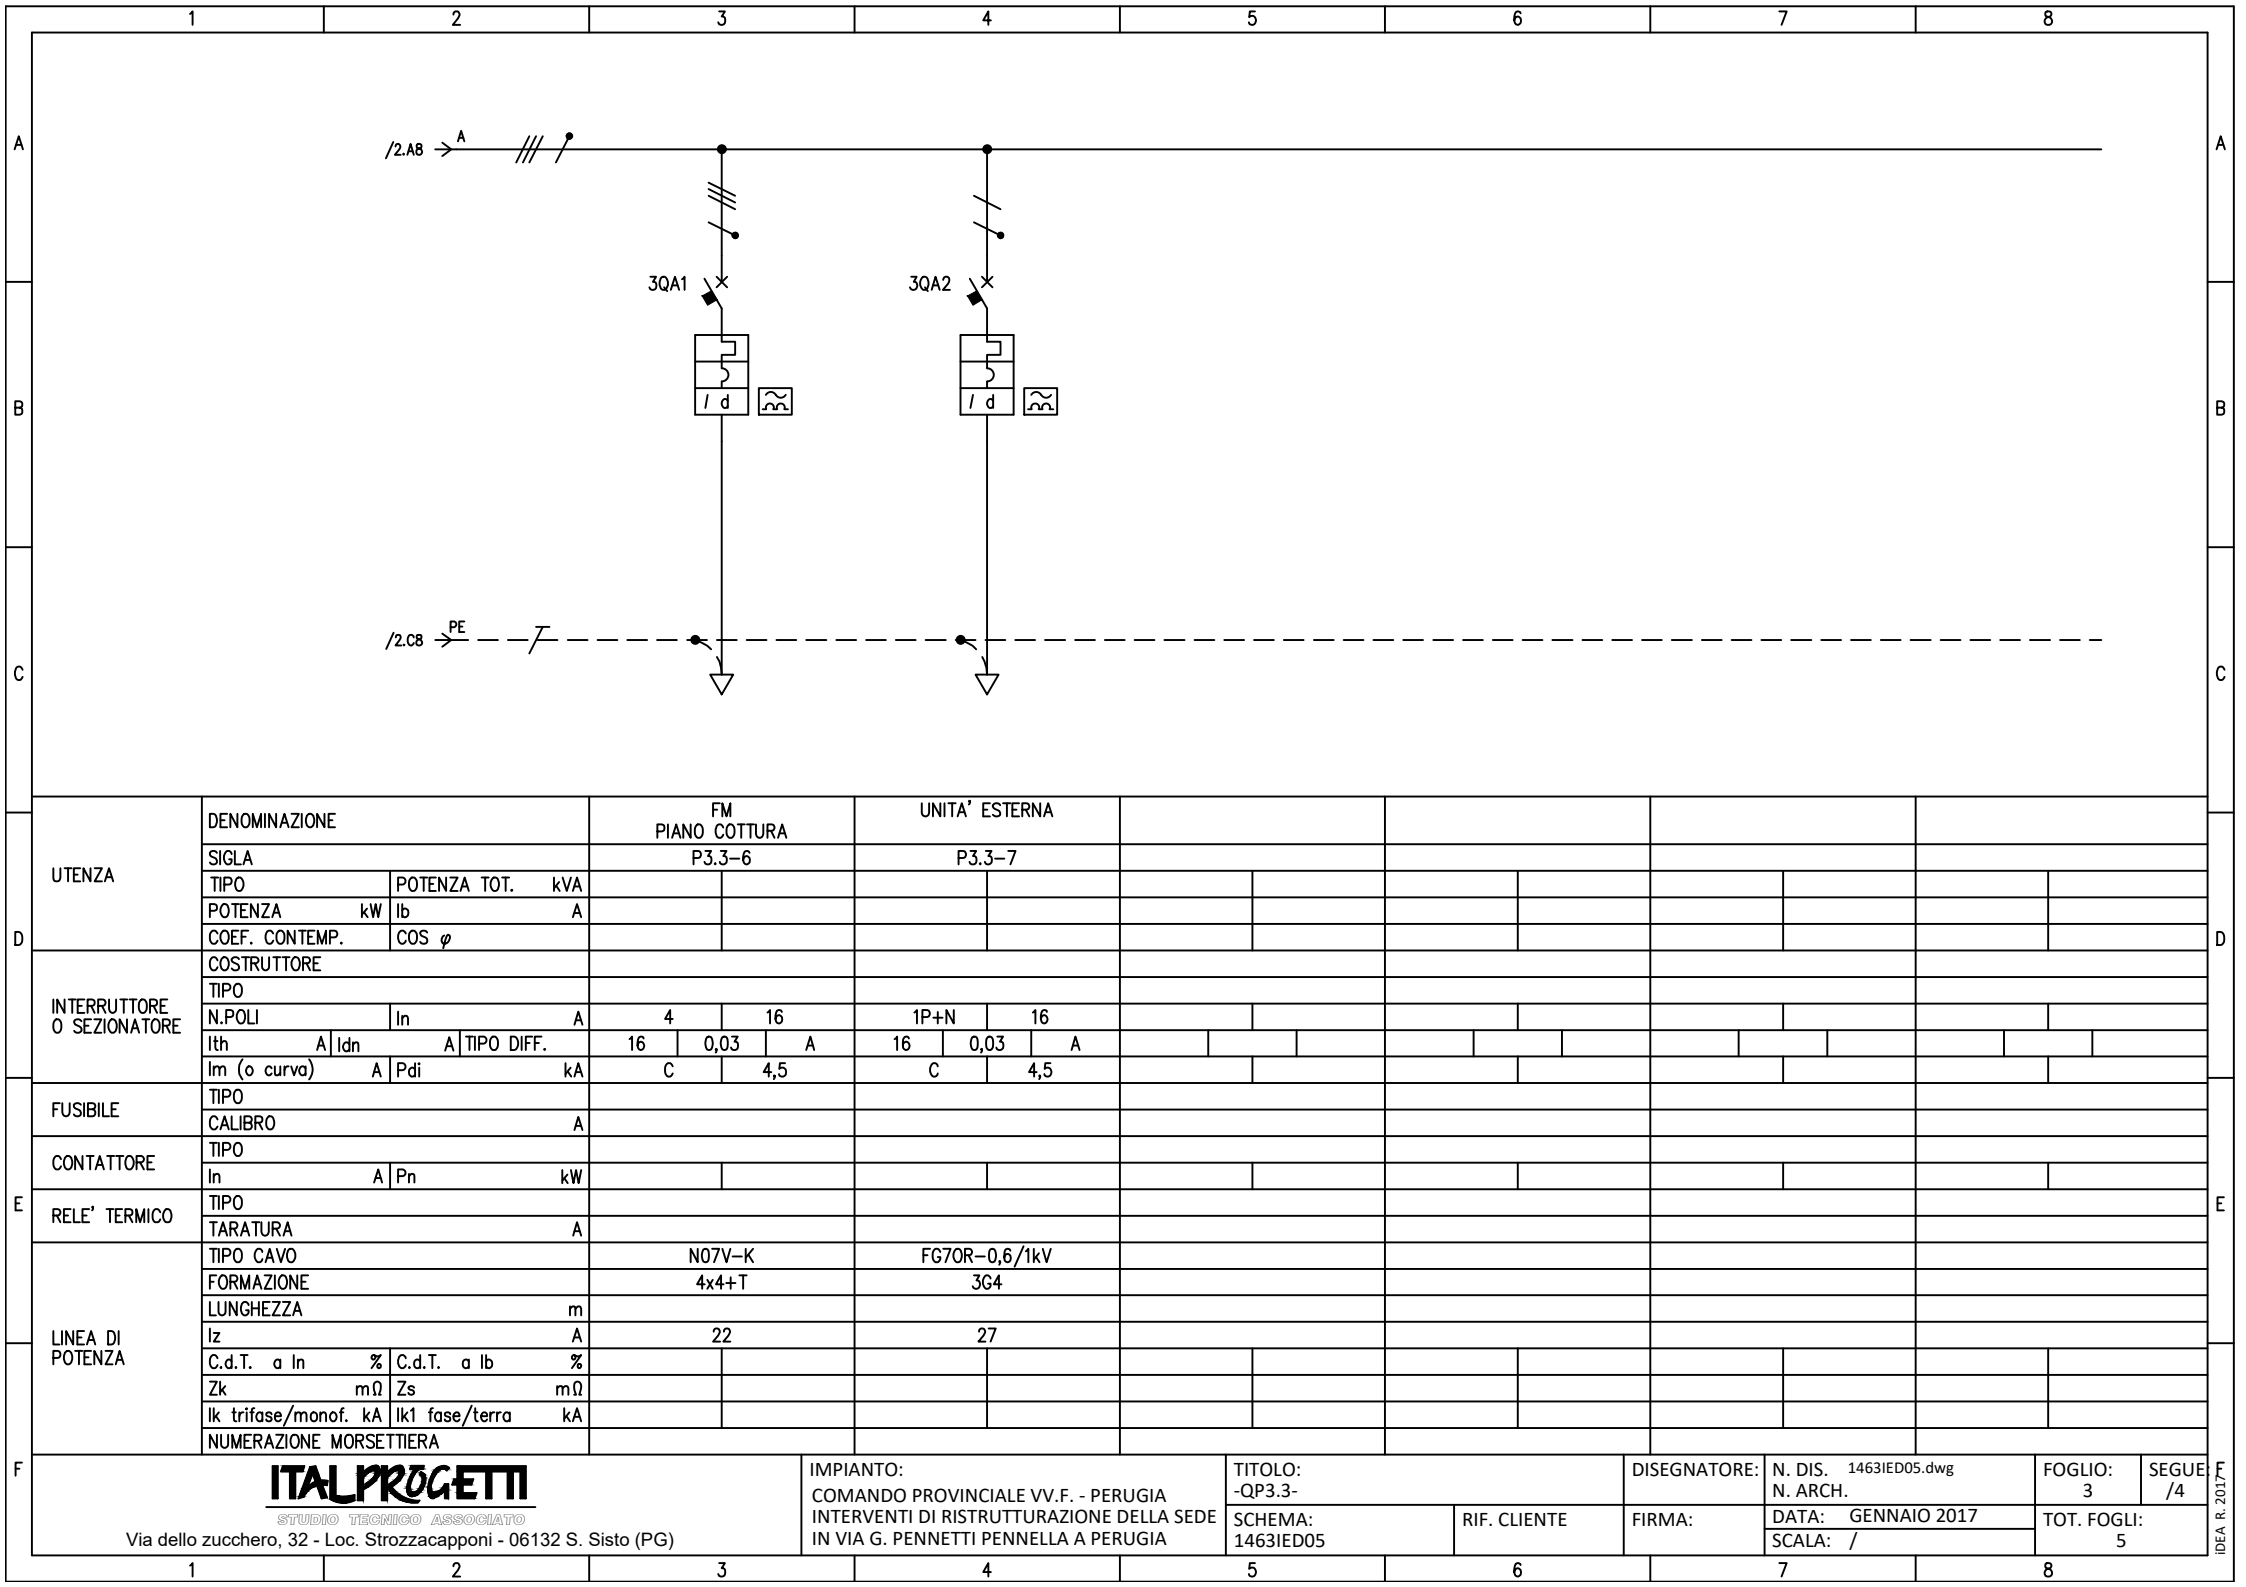 1 2 3 4 5 6 7 8
A A
/2.A8 A
3QA1 3QA2
I d I d
B B
/2.C8 PE
C C
UTENZA
DENOMINAZIONE FM UNITA' ESTERNA
PIANO COTTURA
SIGLA P3.3-6 P3.3-7
TIPO POTENZA TOT. kVA
POTENZA kW Ib A
COEF. CONTEMP. COS φ
D D
INTERRUTTORE
O SEZIONATORE
COSTRUTTORE
TIPO
N.POLI In A 4 16 1P+N 16
Ith A Idn A TIPO DIFF. 16 0,03 A 16 0,03 A
Im (o curva) A Pdi kA C 4,5 C 4,5
FUSIBILE
TIPO
CALIBRO A
CONTATTORE
TIPO
In A Pn kW
E E
RELE' TERMICO
TIPO
TARATURA A
LINEA DI
POTENZA
TIPO CAVO N07V-K FG7OR-0,6/1kV
FORMAZIONE 4x4+T 3G4
LUNGHEZZA m
Iz A 22 27
C.d.T. a In % C.d.T. a Ib %
Zk mΩ Zs mΩ
Ik trifase/monof. kA Ik1 fase/terra kA
NUMERAZIONE MORSETTIERA
F F
ITALPROGETTI
STUDIO TECNICO ASSOCIATO
Via dello zucchero, 32 - Loc. Strozzacapponi - 06132 S. Sisto (PG)
IMPIANTO:
COMANDO PROVINCIALE VV.F. - PERUGIA
INTERVENTI DI RISTRUTTURAZIONE DELLA SEDE
IN VIA G. PENNETTI PENNELLA A PERUGIA
TITOLO:
-QP3.3-
SCHEMA:
1463IED05
RIF. CLIENTE
DISEGNATORE:
FIRMA:
N. DIS. 1463IED05.dwg
N. ARCH.
DATA: GENNAIO 2017
SCALA: /
FOGLIO:
3
SEGUE:
/4
TOT. FOGLI:
5
iDEA R. 2017
1 2 3 4 5 6 7 8